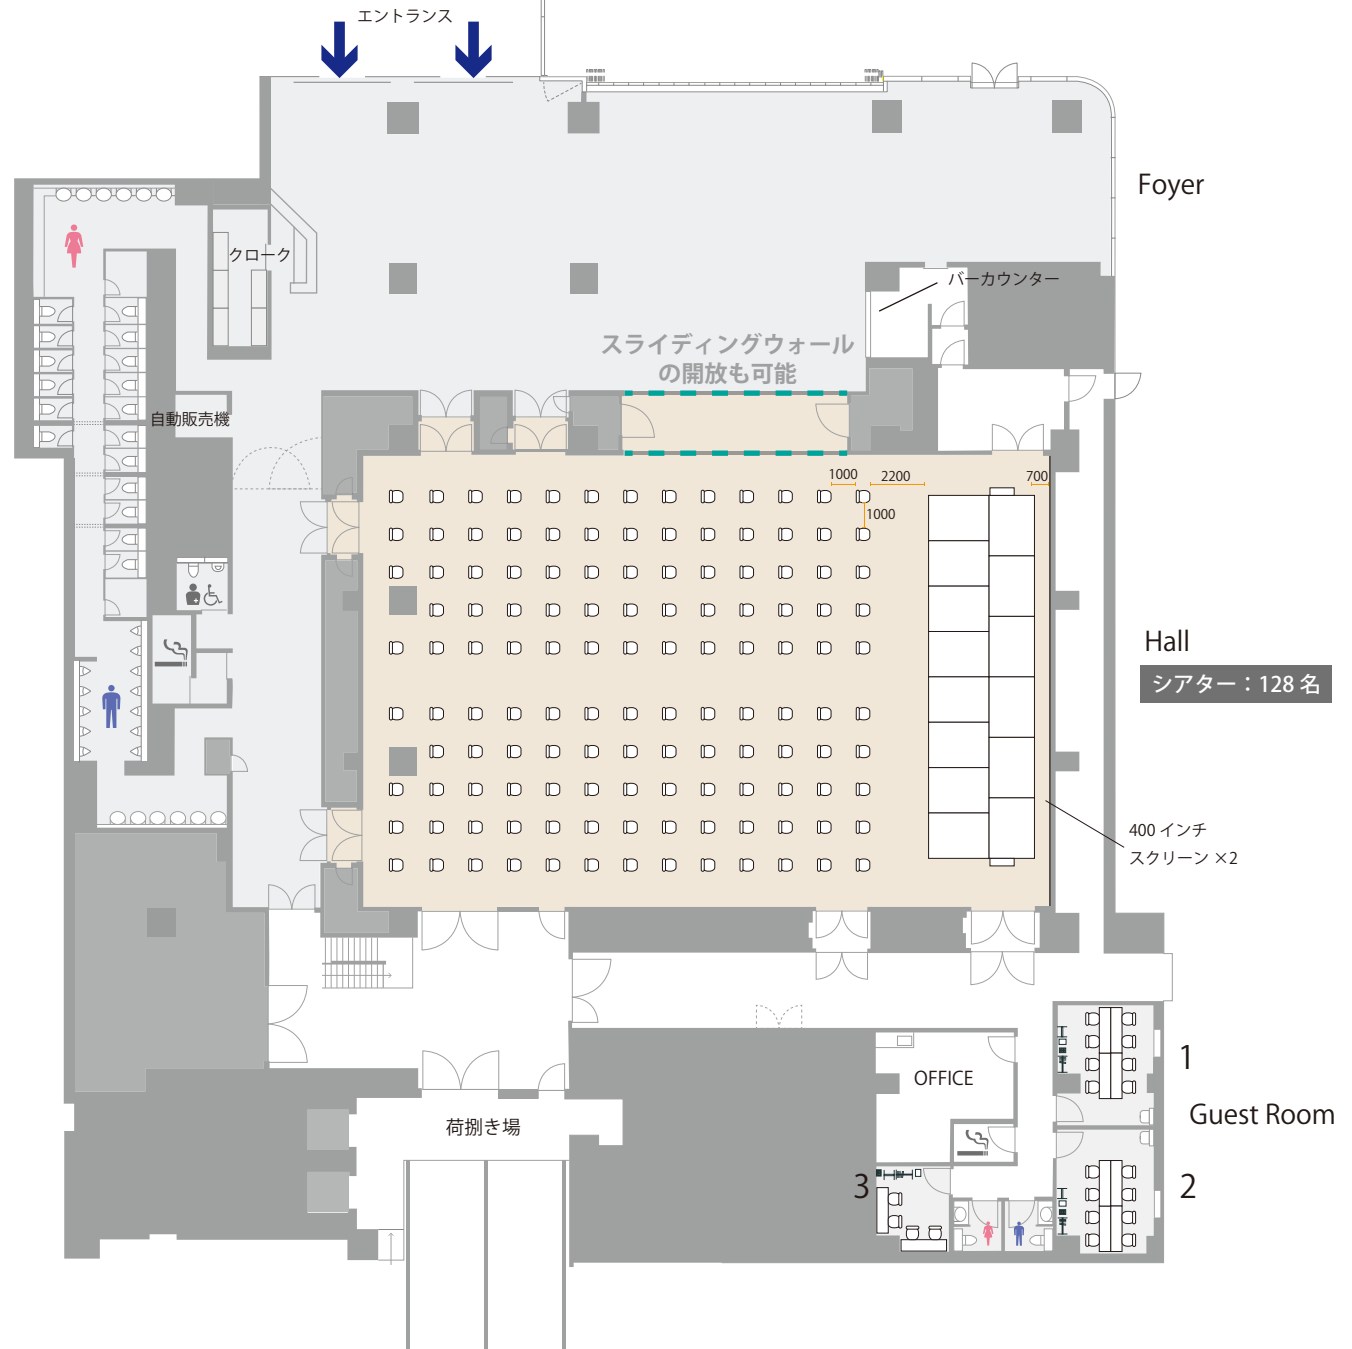 エントランス
Foyer
クローク
バーカウンター
スライディングウォール
の開放も可能
自動販売機
1000
2200
700
1000
Hall
シアター：128 名
400 インチ
スクリーン ×2
1
OFFICE
Guest Room
荷捌き場
3
2